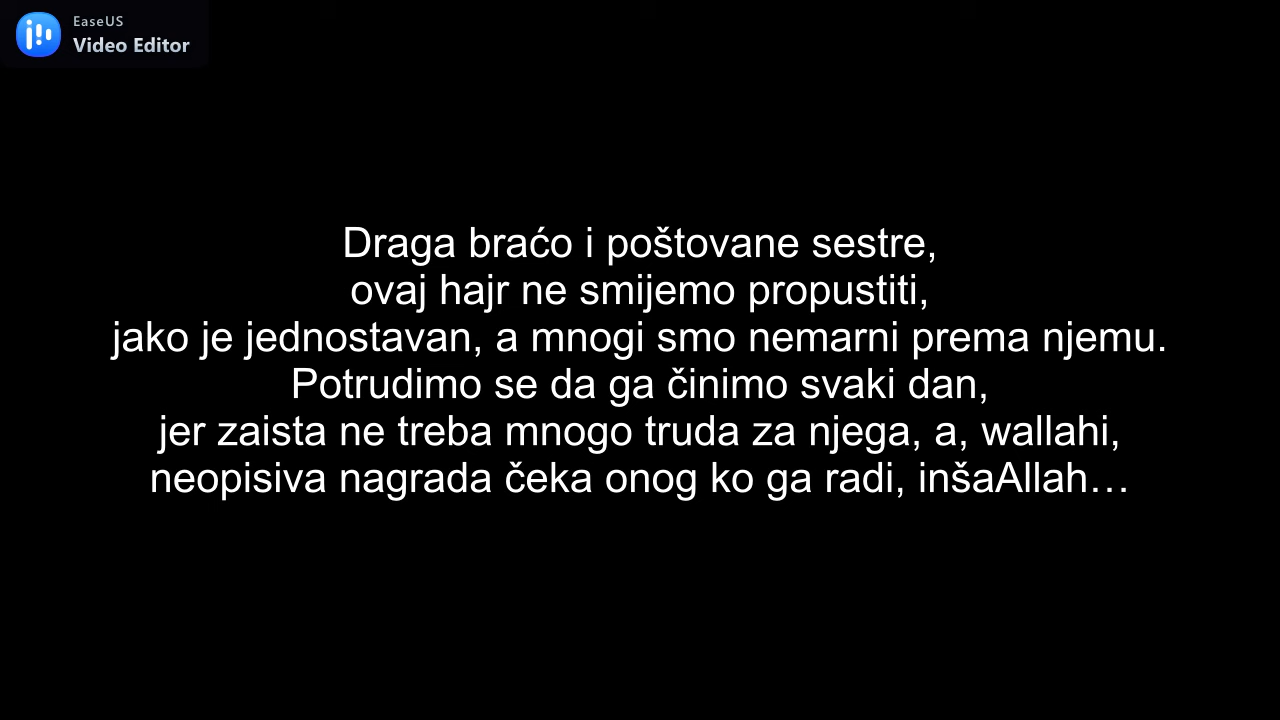 EaseUS
Video Editor
Draga braćo i poštovane sestre,
ovaj hajr ne smijemo propustiti,
jako je jednostavan, a mnogi smo nemarni prema njemu.
Potrudimo se da ga činimo svaki dan,
jer zaista ne treba mnogo truda za njega, a, wallahi,
neopisiva nagrada čeka onog ko ga radi, inšaAllah…